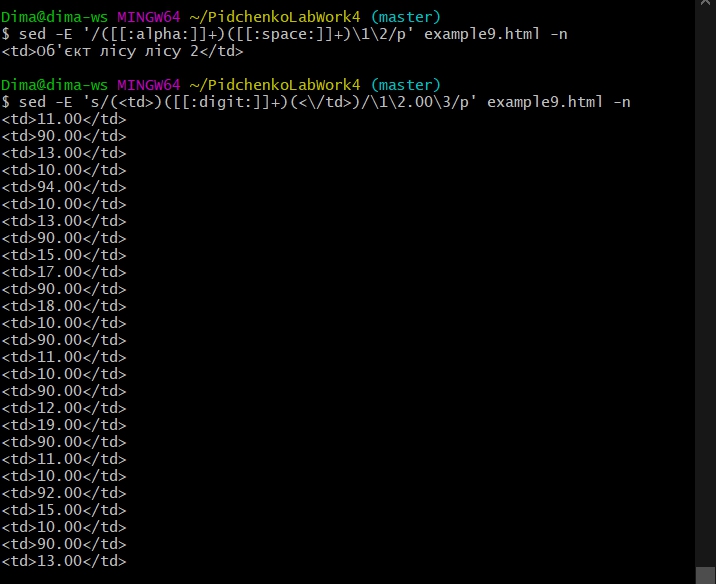 Dima@dima-ws MINGW64 ~/PidchenkoLabWork4 (master)
$ sed -E '/([[:alpha:]]+)([[:space:]]+)\1\2/p' example9.html -n
<td>Об'єкт лісу лісу 2</td>

Dima@dima-ws MINGW64 ~/PidchenkoLabWork4 (master)
$ sed -E 's/(<td>)([[:digit:]]+)(<\/td>)/\1\2.00\3/p' example9.html -n
<td>11.00</td>
<td>90.00</td>
<td>13.00</td>
<td>10.00</td>
<td>94.00</td>
<td>10.00</td>
<td>13.00</td>
<td>90.00</td>
<td>15.00</td>
<td>17.00</td>
<td>90.00</td>
<td>18.00</td>
<td>10.00</td>
<td>90.00</td>
<td>11.00</td>
<td>10.00</td>
<td>90.00</td>
<td>12.00</td>
<td>19.00</td>
<td>90.00</td>
<td>11.00</td>
<td>10.00</td>
<td>92.00</td>
<td>15.00</td>
<td>10.00</td>
<td>90.00</td>
<td>13.00</td>